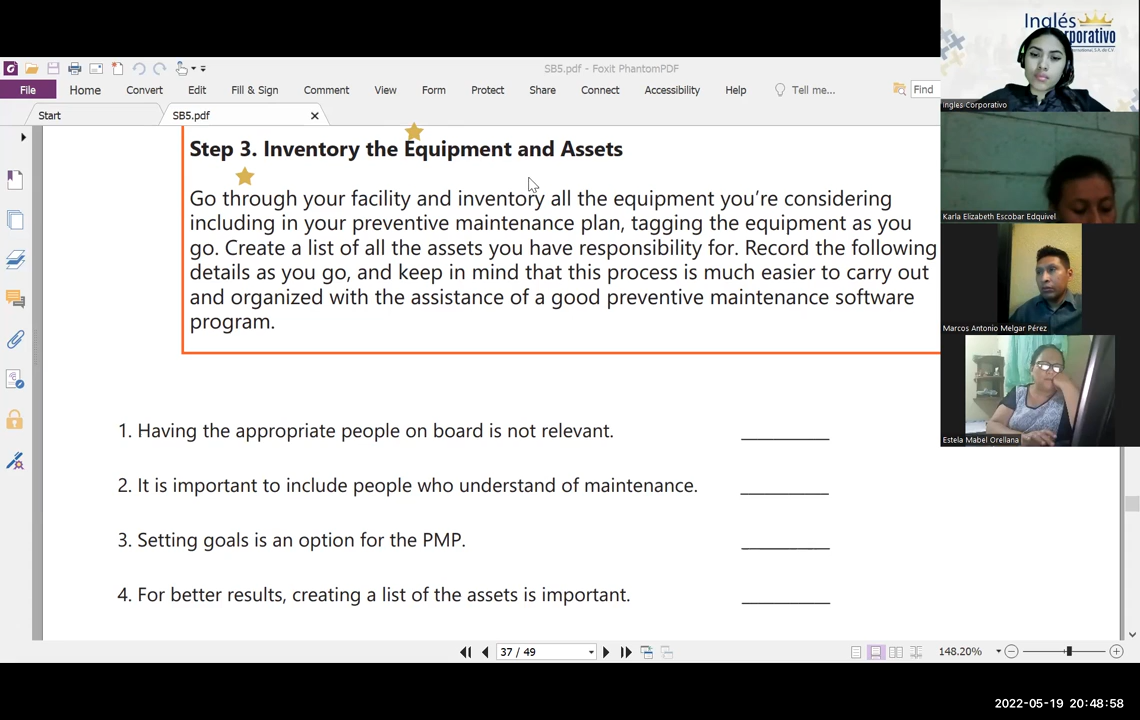 SB5.pdf - Foxit PhantomPDF
File Home Convert Edit Fill & Sign Comment View Form Protect Share Connect Accessibility Help Tell me... Find
Start SB5.pdf
Step 3. Inventory the Equipment and Assets
Go through your facility and inventory all the equipment you're considering
including in your preventive maintenance plan, tagging the equipment as you
go. Create a list of all the assets you have responsibility for. Record the following
details as you go, and keep in mind that this process is much easier to carry out
and organized with the assistance of a good preventive maintenance software
program.
1. Having the appropriate people on board is not relevant. ________
2. It is important to include people who understand of maintenance. ________
3. Setting goals is an option for the PMP. ________
4. For better results, creating a list of the assets is important. ________
37 / 49
148.20%
Inglés
Ingles Corporativo
Karla Elizabeth Escobar Edquivel
Marcos Antonio Melgar Pérez
Estela Mabel Orellana
2022-05-19 20:48:58